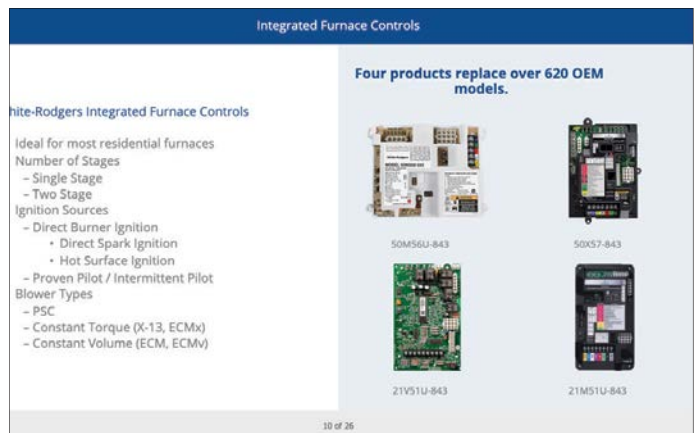 Integrated Furnace Controls
hite-Rodgers Integrated Furnace Controls
Ideal for most residential furnaces
Number of Stages
– Single Stage
– Two Stage
Ignition Sources
– Direct Burner Ignition
• Direct Spark Ignition
• Hot Surface Ignition
– Proven Pilot / Intermittent Pilot
Blower Types
– PSC
– Constant Torque (X-13, ECMx)
– Constant Volume (ECM, ECMv)
Four products replace over 620 OEM
models.
50M56U-843
50X57-843
21V51U-843
21M51U-843
10 of 26